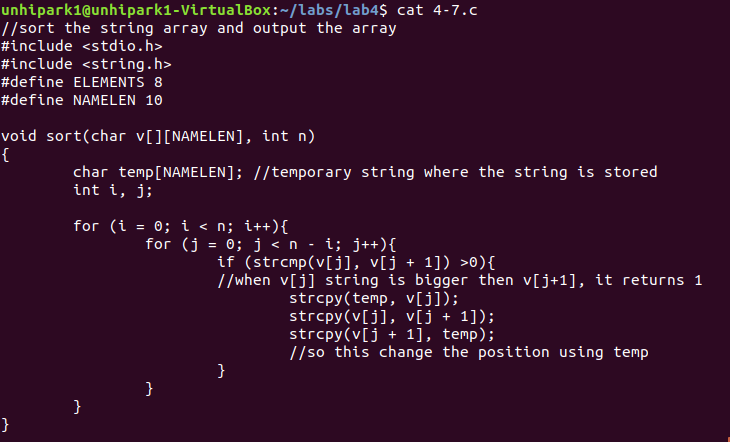 unhipark1@unhipark1-VirtualBox:~/labs/lab4$ cat 4-7.c
//sort the string array and output the array
#include <stdio.h>
#include <string.h>
#define ELEMENTS 8
#define NAMELEN 10

void sort(char v[][NAMELEN], int n)
{
        char temp[NAMELEN]; //temporary string where the string is stored
        int i, j;

        for (i = 0; i < n; i++){
                for (j = 0; j < n - i; j++){
                        if (strcmp(v[j], v[j + 1]) >0){
                        //when v[j] string is bigger then v[j+1], it returns 1
                                strcpy(temp, v[j]);
                                strcpy(v[j], v[j + 1]);
                                strcpy(v[j + 1], temp);
                                //so this change the position using temp
                        }
                }
        }
}